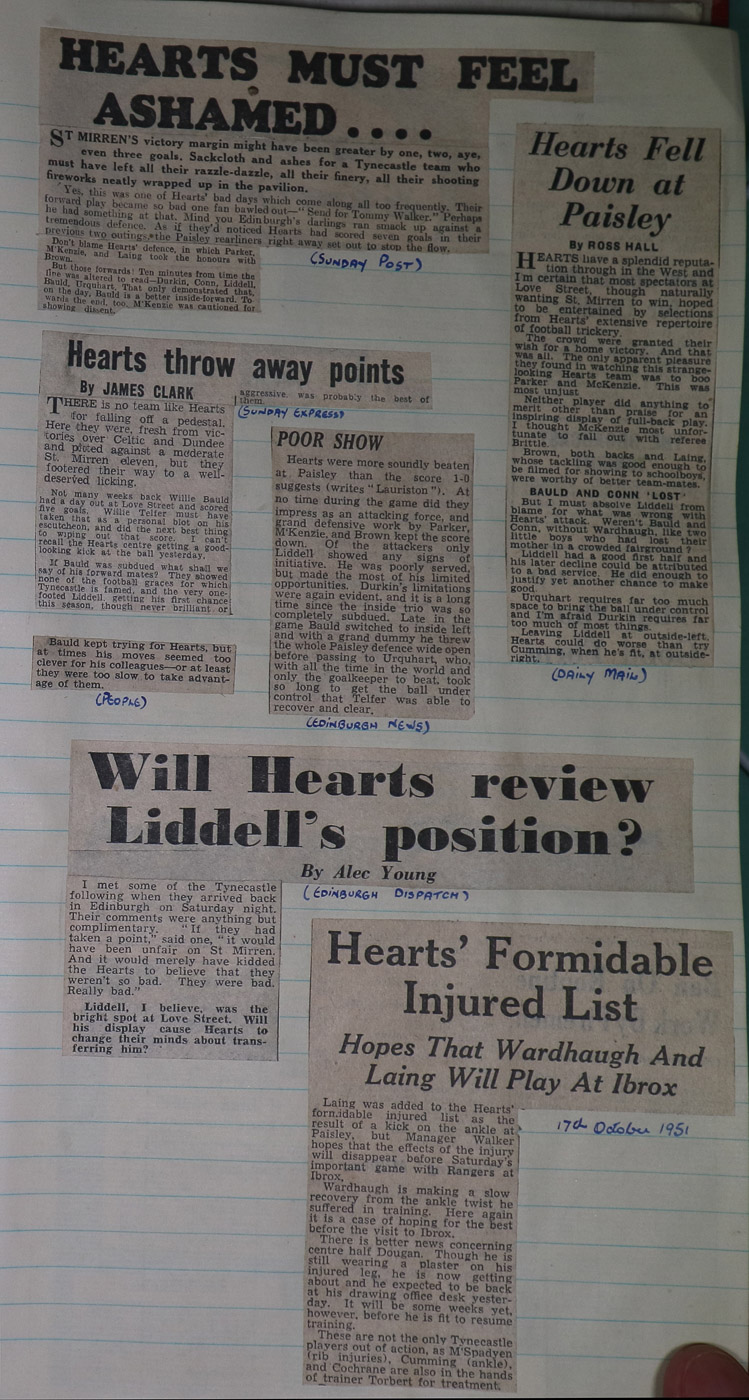 HEARTS MUST FEEL
ASHAMED....
ST MIRREN'S victory margin might have been greater by one, two, aye,
even three goals. Sackcloth and ashes for a Tynecastle team who
must have left all their razzle-dazzle, all their finery, all their shooting
fireworks neatly wrapped up in the pavilion.
Yes, this was one of Hearts' bad days which come along all too frequently. Their
forward play became so bad one fan bawled out—"Send for Tommy Walker." Perhaps
he had something at that. Mind you Edinburgh's darlings ran smack up against a
tremendous defence. As if they'd noticed Hearts had scored seven goals in their
previous two outings, the Paisley rearliners right away set out to stop the flow.
Don't blame Hearts' defence, in which Parker,
M'Kenzie, and Laing took the honours with
Brown.
But those forwards! Ten minutes from time the
line was altered to read—Durkin, Conn, Liddell,
Bauld, Urquhart. That only demonstrated that,
on the day, Bauld is a better inside-forward. To-
wards the end, too, M'Kenzie was cautioned for
showing dissent.
(SUNDAY POST)
Hearts throw away points
By JAMES CLARK
THERE is no team like Hearts
for falling off a pedestal.
Here they were, fresh from vic-
tories over Celtic and Dundee
and pitted against a moderate
St. Mirren eleven, but they
footered their way to a well-
deserved licking.
Not many weeks back Willie Bauld
had a day out at Love Street and scored
five goals. Willie Telfer must have
taken that as a personal blot on his
escutcheon, and did the next best thing
to wiping out that score. I can't
recall the Hearts centre getting a good-
looking kick at the ball yesterday.
If Bauld was subdued what shall we
say of his forward mates? They showed
none of the football graces for which
Tynecastle is famed, and the very one-
footed Liddell, getting his first chance
this season, though never brilliant or
aggressive, was probably the best of
them.
(SUNDAY EXPRESS)
Bauld kept trying for Hearts, but
at times his moves seemed too
clever for his colleagues—or at least
they were too slow to take advant-
age of them.
(PEOPLE)
POOR SHOW
Hearts were more soundly beaten
at Paisley than the score 1-0
suggests (writes "Lauriston"). At
no time during the game did they
impress as an attacking force, and
grand defensive work by Parker,
M'Kenzie, and Brown kept the score
down. Of the attackers only
Liddell showed any signs of
initiative. He was poorly served,
but made the most of his limited
opportunities. Durkin's limitations
were again evident, and it is a long
time since the inside trio was so
completely subdued. Late in the
game Bauld switched to inside left
and with a grand dummy he threw
the whole Paisley defence wide open
before passing to Urquhart, who,
with all the time in the world and
only the goalkeeper to beat, took
so long to get the ball under
control that Telfer was able to
recover and clear.
(EDINBURGH NEWS)
Hearts Fell
Down at
Paisley
By ROSS HALL
HEARTS have a splendid reputa-
tion through in the West and
I'm certain that most spectators at
Love Street, though naturally
wanting St. Mirren to win, hoped
to be entertained by selections
from Hearts' extensive repertoire
of football trickery.
The crowd were granted their
wish for a home victory. And that
was all. The only apparent pleasure
they found in watching this strange-
looking Hearts team was to boo
Parker and McKenzie. This was
most unjust
Neither player did anything to
merit other than praise for an
inspiring display of full-back play.
I thought McKenzie most unfor-
tunate to fall out with referee
Brittle.
Brown, both backs and Laing,
whose tackling was good enough to
be filmed for showing to schoolboys,
were worthy of better team-mates.
BAULD AND CONN 'LOST'
But I must absolve Liddell from
blame for what was wrong with
Hearts' attack. Weren't Bauld and
Conn, without Wardhaugh, like two
little boys who had lost their
mother in a crowded fairground?
Liddell had a good first half and
his later decline could be attributed
to a bad service. He did enough to
justify yet another chance to make
good.
Urquhart requires far too much
space to bring the ball under control
and I'm afraid Durkin requires far
too much of most things.
Leaving Liddell at outside-left,
Hearts could do worse than try
Cumming, when he's fit, at outside-
right.
(DAILY MAIL)
Will Hearts review
Liddell's position?
By Alec Young
(EDINBURGH DISPATCH)
I met some of the Tynecastle
following when they arrived back
in Edinburgh on Saturday night.
Their comments were anything but
complimentary. "If they had
taken a point," said one, "it would
have been unfair on St Mirren.
And it would merely have kidded
the Hearts to believe that they
weren't so bad. They were bad.
Really bad."
Liddell, I believe, was the
bright spot at Love Street. Will
his display cause Hearts to
change their minds about trans-
ferring him?
Hearts' Formidable
Injured List
Hopes That Wardhaugh And
Laing Will Play At Ibrox
17th October 1951
Laing was added to the Hearts'
formidable injured list as the
result of a kick on the ankle at
Paisley, but Manager Walker
hopes that the effects of the injury
will disappear before Saturday's
important game with Rangers at
Ibrox.
Wardhaugh is making a slow
recovery from the ankle twist he
suffered in training. Here again
it is a case of hoping for the best
before the visit to Ibrox.
There is better news concerning
centre half Dougan. Though he is
still wearing a plaster on his
injured leg, he is now getting
about and he expected to be back
at his drawing office desk yester-
day. It will be some weeks yet,
however, before he is fit to resume
training.
These are not the only Tynecastle
players out of action, as M'Spadyen
(rib injuries), Cumming (ankle),
and Cochrane are also in the hands
of trainer Torbert for treatment.